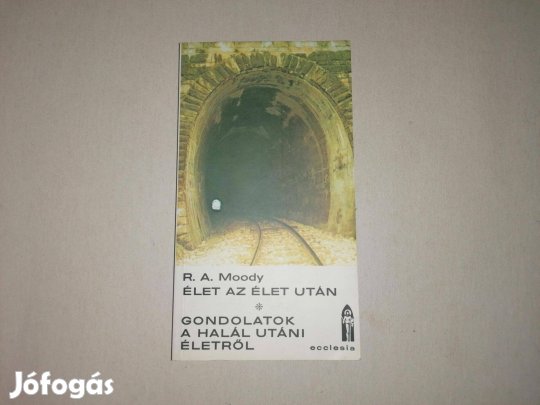 R. A. Moody
ÉLET AZ ÉLET UTÁN
*
GONDOLATOK
A HALÁL UTÁNI
ÉLETRŐL
ecclesia
Jófogás